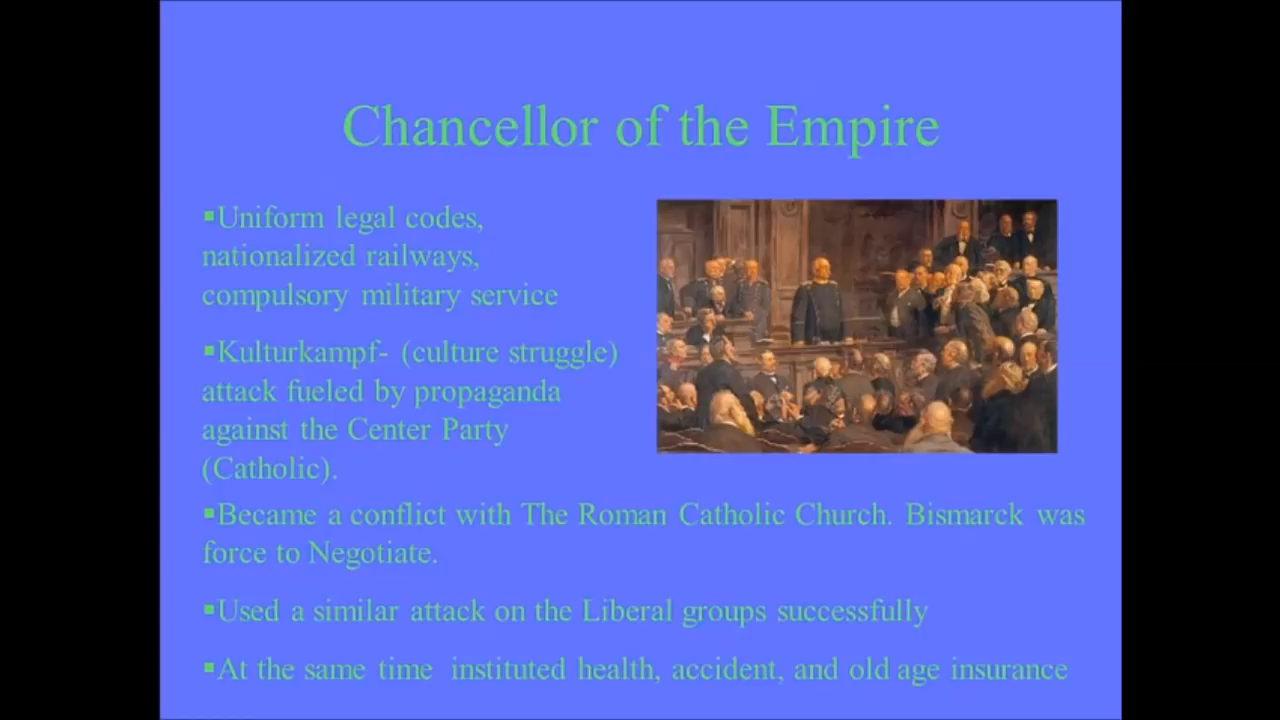 Chancellor of the Empire
▪Uniform legal codes,
nationalized railways,
compulsory military service
▪Kulturkampf- (culture struggle)
attack fueled by propaganda
against the Center Party
(Catholic).
▪Became a conflict with The Roman Catholic Church. Bismarck was
force to Negotiate.
▪Used a similar attack on the Liberal groups successfully
▪At the same time instituted health, accident, and old age insurance